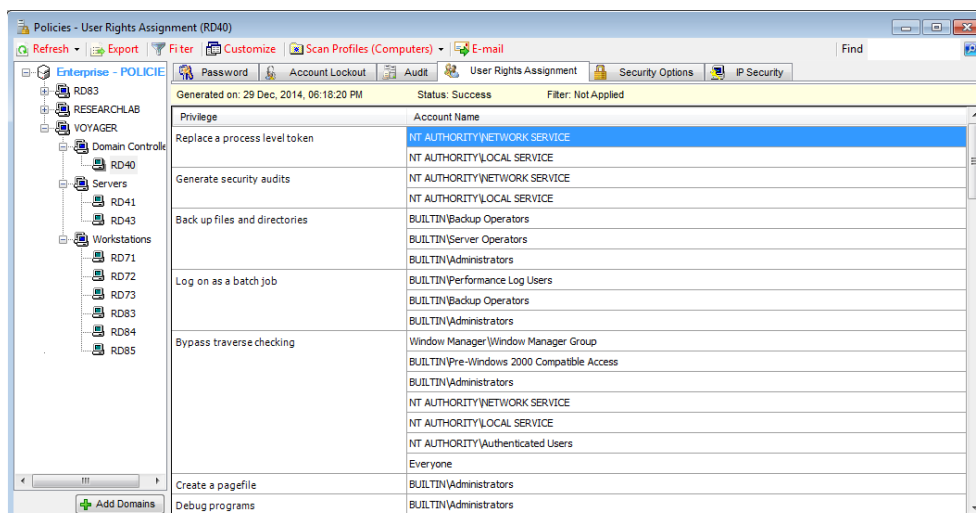 Policies - User Rights Assignment (RD40)
Refresh Export Filter Customize Scan Profiles (Computers) E-mail Find
Enterprise - POLICIE
RD83
RESEARCHLAB
VOYAGER
Domain Controlle
RD40
Servers
RD41
RD43
Workstations
RD71
RD72
RD73
RD83
RD84
RD85
Add Domains
Password Account Lockout Audit User Rights Assignment Security Options IP Security
Generated on: 29 Dec, 2014, 06:18:20 PM Status: Success Filter: Not Applied
Privilege Account Name
Replace a process level token NT AUTHORITY\NETWORK SERVICE
NT AUTHORITY\LOCAL SERVICE
Generate security audits NT AUTHORITY\NETWORK SERVICE
NT AUTHORITY\LOCAL SERVICE
Back up files and directories BUILTIN\Backup Operators
BUILTIN\Server Operators
BUILTIN\Administrators
Log on as a batch job BUILTIN\Performance Log Users
BUILTIN\Backup Operators
BUILTIN\Administrators
Bypass traverse checking Window Manager\Window Manager Group
BUILTIN\Pre-Windows 2000 Compatible Access
BUILTIN\Administrators
NT AUTHORITY\NETWORK SERVICE
NT AUTHORITY\LOCAL SERVICE
NT AUTHORITY\Authenticated Users
Everyone
Create a pagefile BUILTIN\Administrators
Debug programs BUILTIN\Administrators